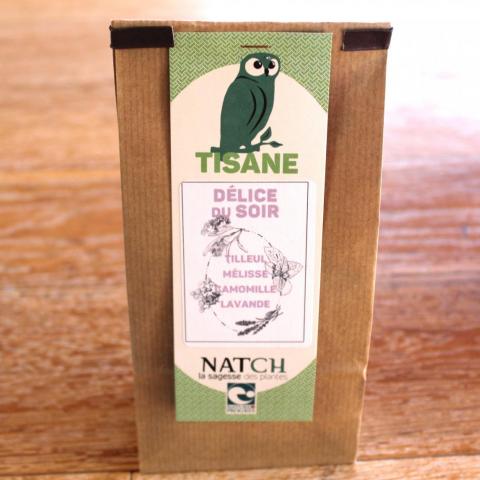 TISANE
DÉLICE
DU SOIR
TILLEUL
MÉLISSE
CAMOMILLE
LAVANDE
NATCH
la sagesse des plantes